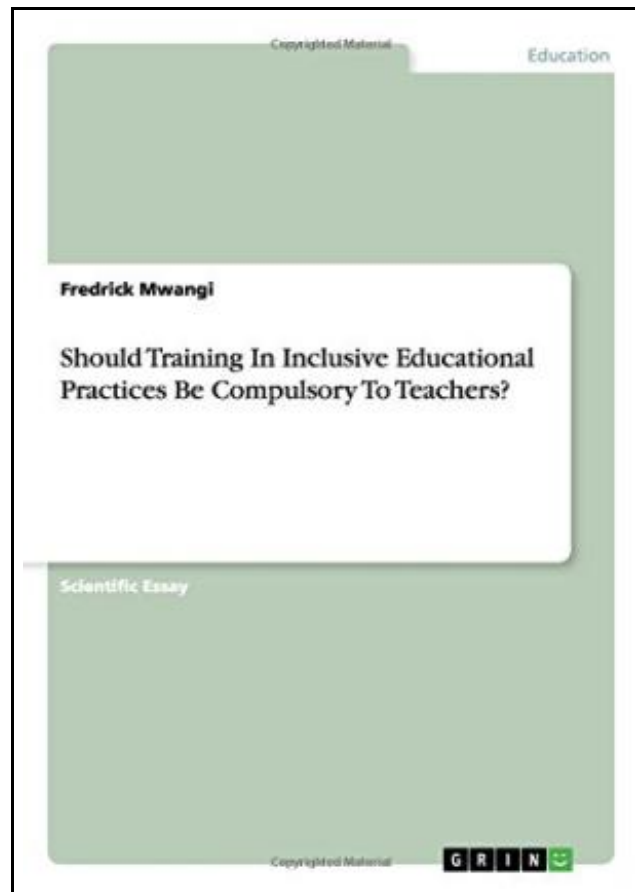 Copyrighted Material
Education
Fredrick Mwangi
Should Training In Inclusive Educational
Practices Be Compulsory To Teachers?
Scientific Essay
Copyrighted Material
GRIN